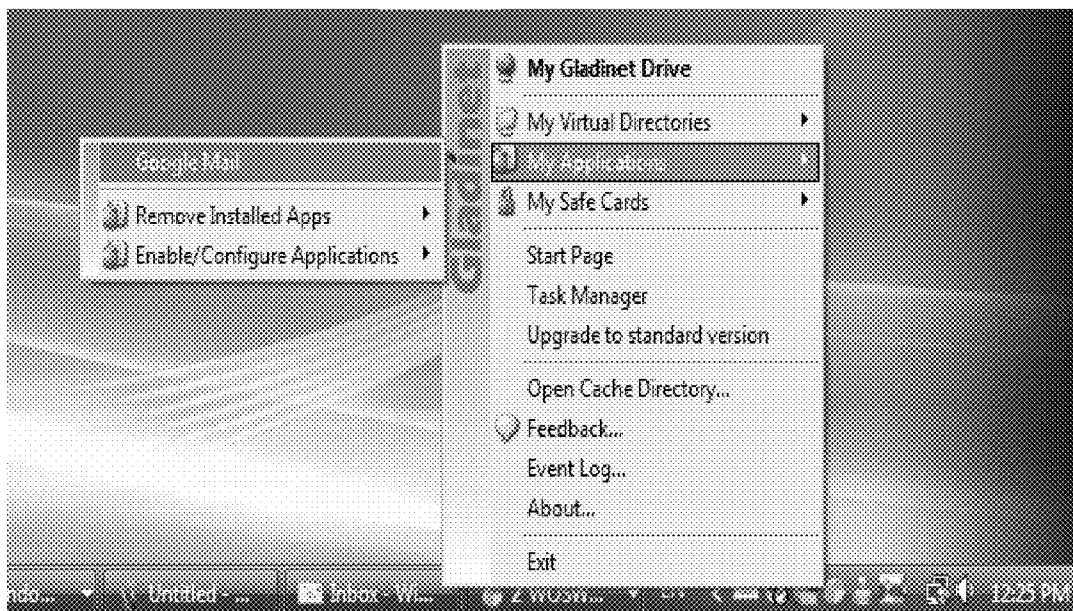 My Gladinet Drive
My Virtual Directories
My Applications
My Safe Cards
Start Page
Task Manager
Upgrade to standard version
Open Cache Directory...
Feedback...
Event Log...
About...
Exit
Gladinet
Google Mail
Remove Installed Apps
Enable/Configure Applications
Untitled - ...
Inbox - Wi...
12:25 PM